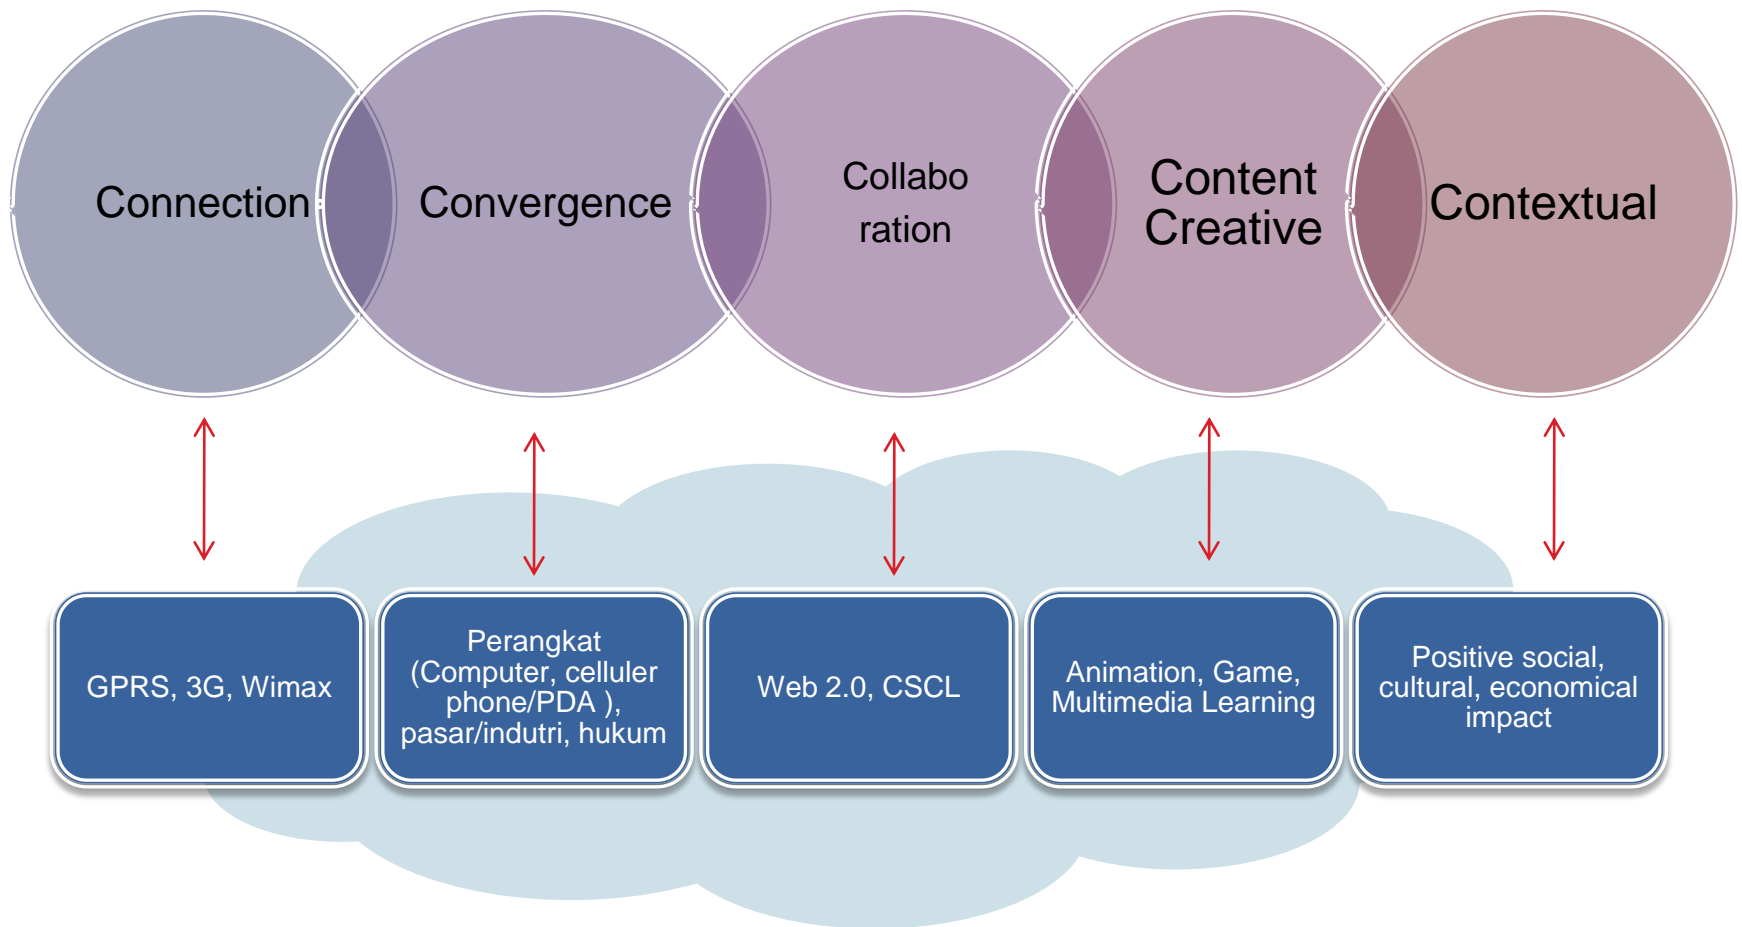 Connection
Convergence
Collabo
ration
Content
Creative
Contextual
GPRS, 3G, Wimax
Perangkat
(Computer, celluler
phone/PDA ),
pasar/indutri, hukum
Web 2.0, CSCL
Animation, Game,
Multimedia Learning
Positive social,
cultural, economical
impact